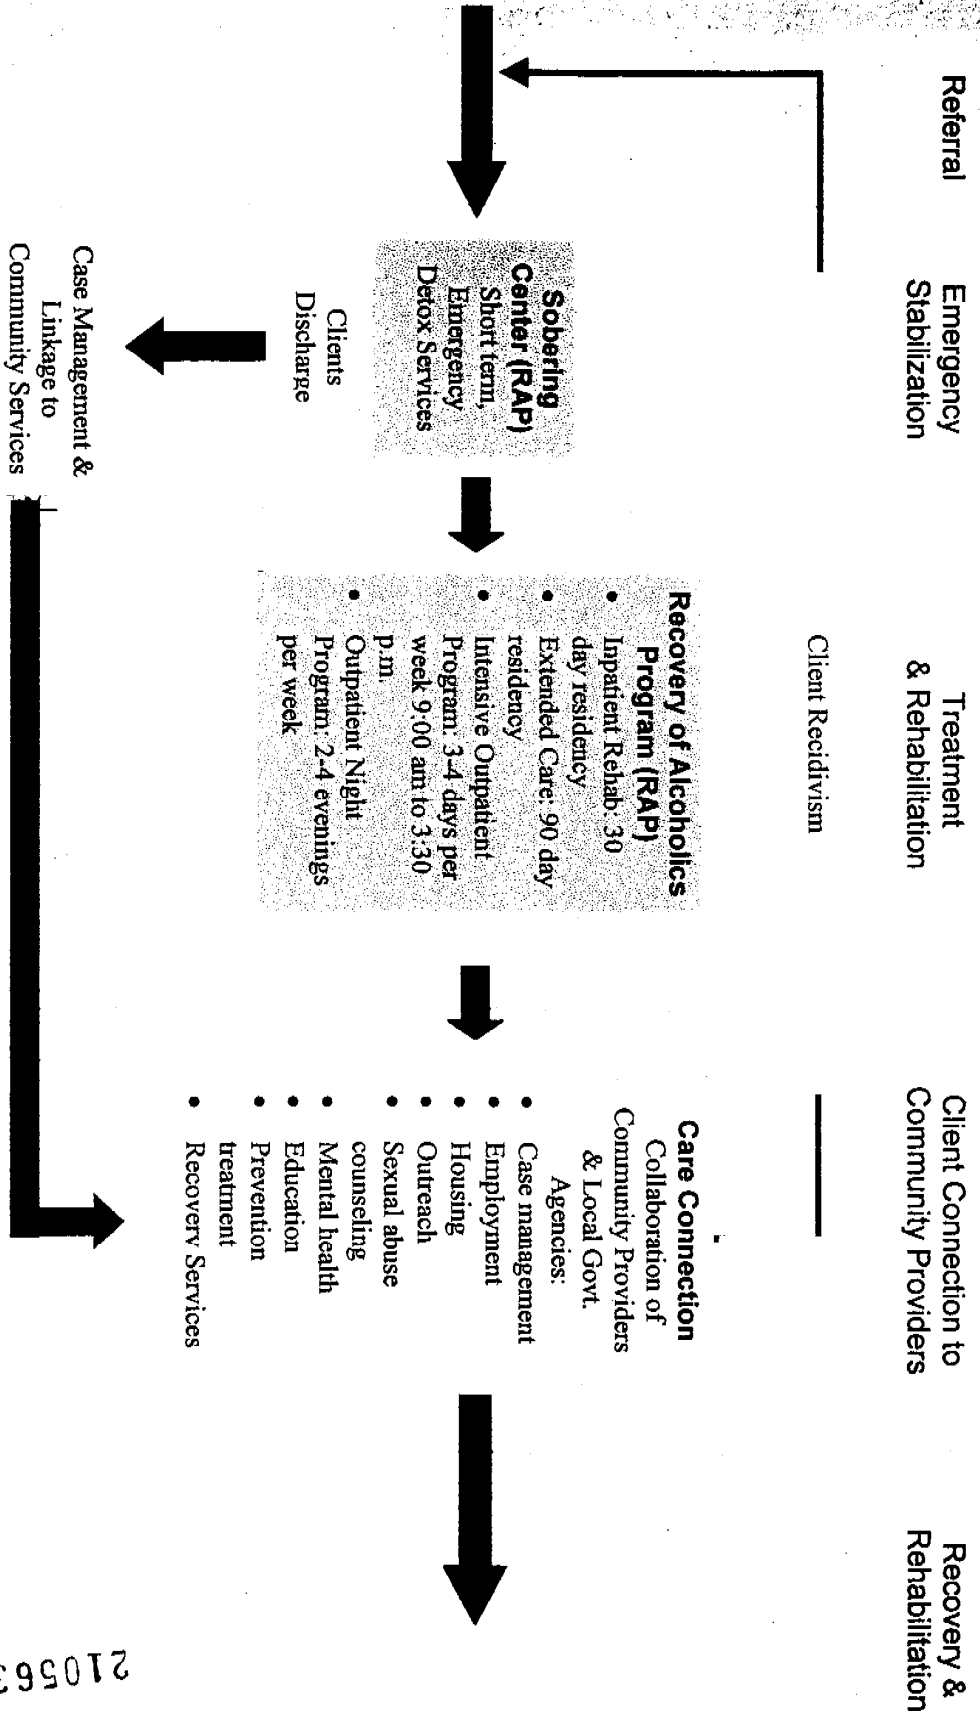 Referral
Emergency
Stabilization
Treatment
& Rehabilitation
Client Connection to
Community Providers
Recovery &
Rehabilitation
Client Recidivism
Sobering
Center (RAP)
Short term,
Emergency
Detox Services
Clients
Discharge
Case Management &
Linkage to
Community Services
Recovery of Alcoholics
Program (RAP)
• Inpatient Rehab: 30
day residency
• Extended Care: 90 day
residency
• Intensive Outpatient
Program: 3-4 days per
week 9:00 am to 3:30
p.m.
• Outpatient Night
Program: 2-4 evenings
per week
Care Connection
Collaboration of
Community Providers
& Local Govt.
Agencies:
• Case management
• Employment
• Housing
• Outreach
• Sexual abuse
counseling
• Mental health
• Education
• Prevention
treatment
• Recovery Services